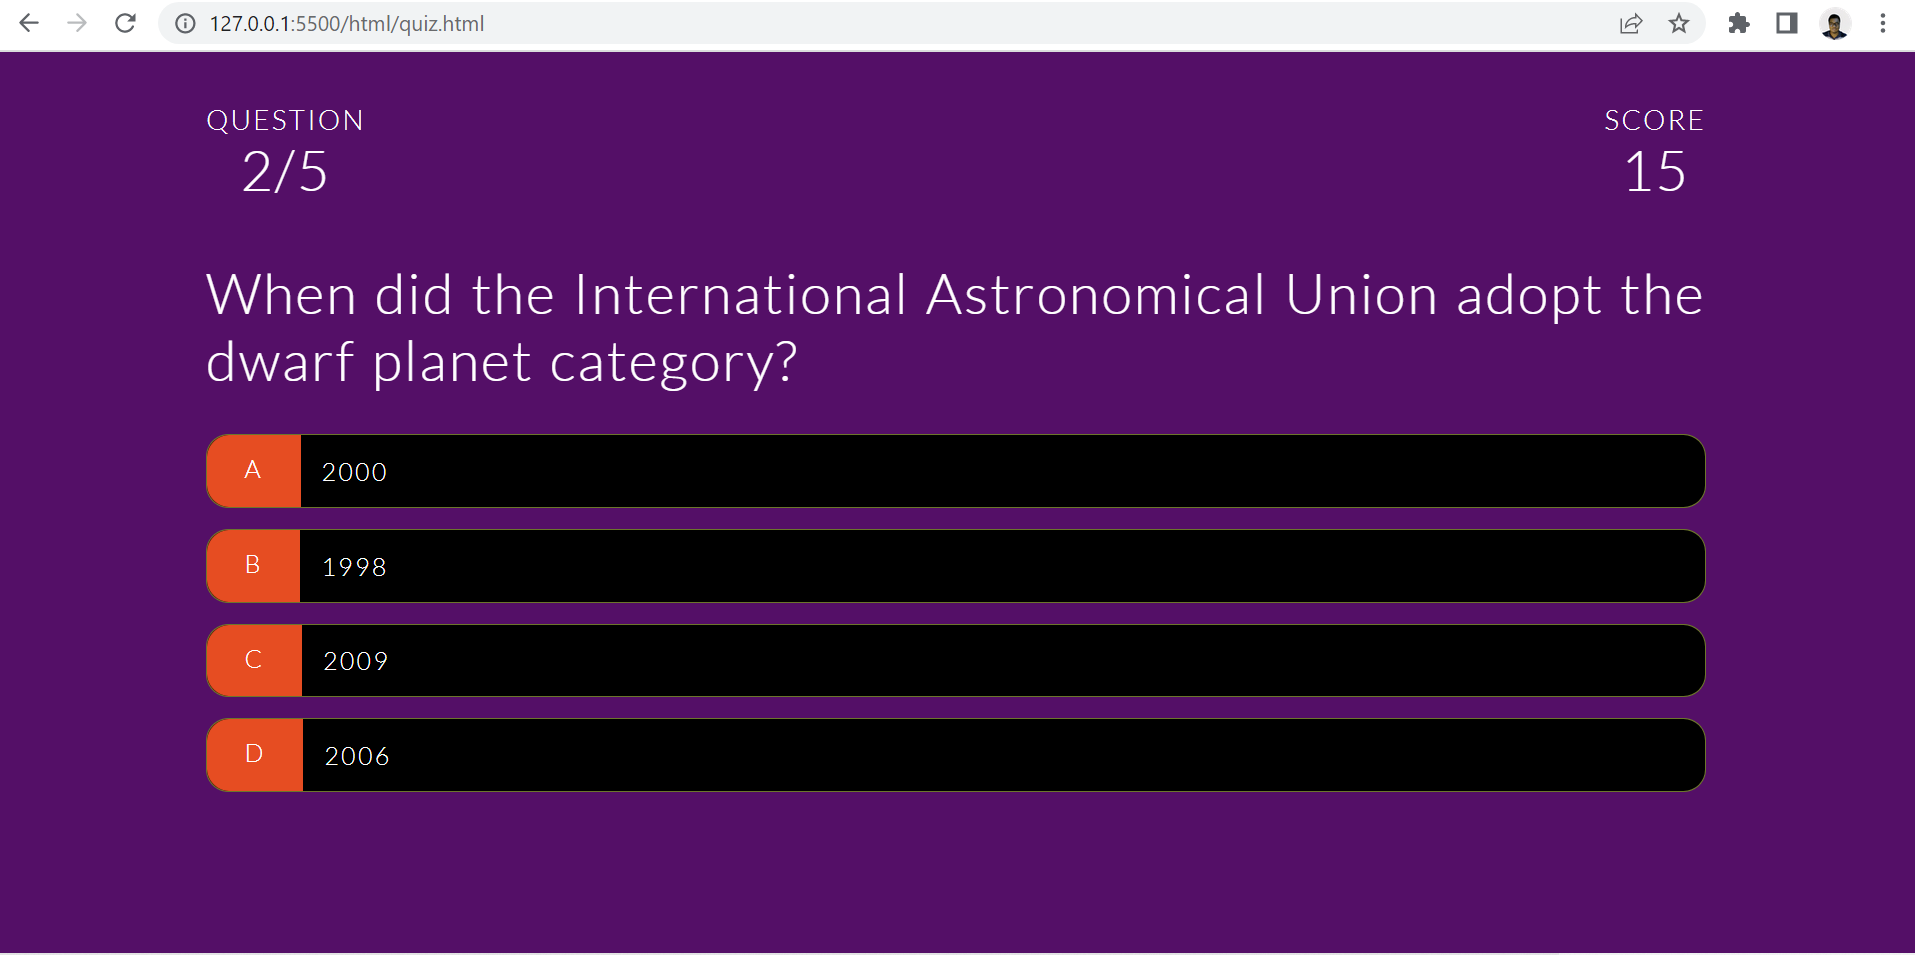 127.0.0.1:5500/html/quiz.html
QUESTION
2/5
SCORE
15
When did the International Astronomical Union adopt the
dwarf planet category?
A 2000
B 1998
C 2009
D 2006